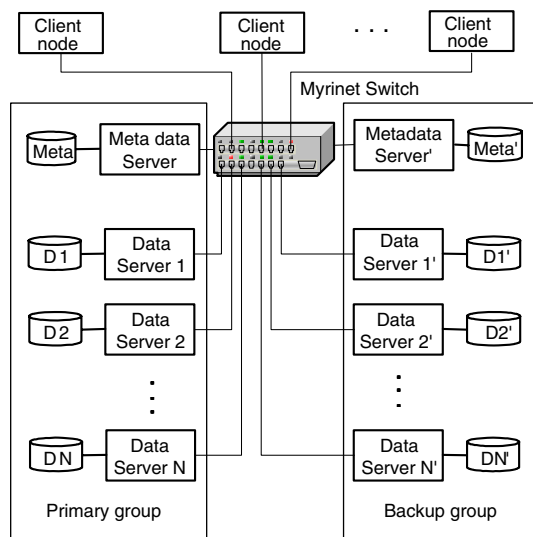 Client
node
Client
node
. . .
Client
node
Myrinet Switch
Meta
Meta data
Server
Metadata
Server'
Meta'
D1
Data
Server 1
Data
Server 1'
D1'
D2
Data
Server 2
Data
Server 2'
D2'
DN
Data
Server N
Data
Server N'
DN'
Primary group
Backup group